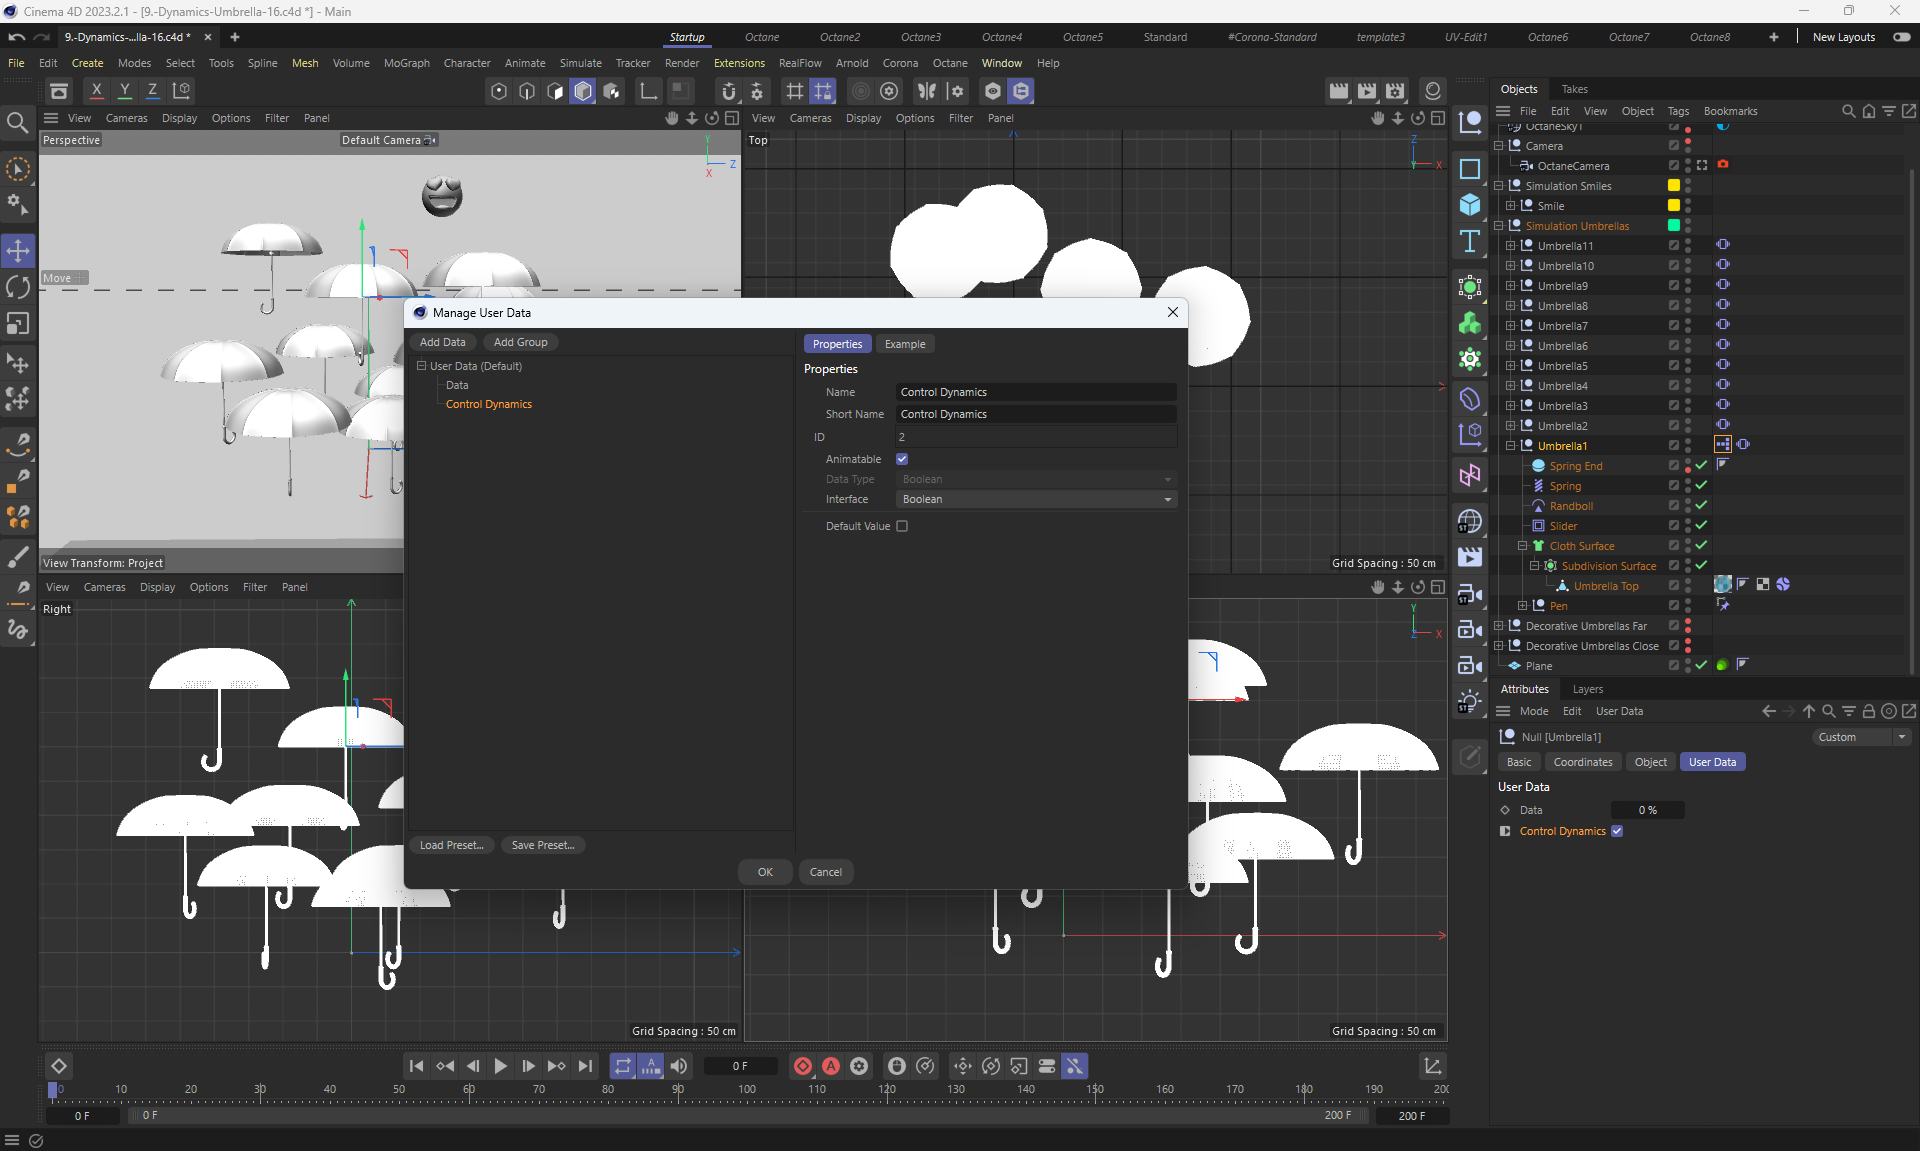 Cinema 4D 2023.2.1 - [9.-Dynamics-Umbrella-16.c4d *] - Main
9.-Dynamics-...lla-16.c4d *
Startup Octane Octane2 Octane3 Octane4 Octane5 Standard #Corona-Standard template3 UV-Edit1 Octane6 Octane7 Octane8 New Layouts
File Edit Create Modes Select Tools Spline Mesh Volume MoGraph Character Animate Simulate Tracker Render Extensions RealFlow Arnold Corona Octane Window Help
X Y Z
View Cameras Display Options Filter Panel
Perspective
Default Camera
Y
Z
X
Move
View Transform: Project
View Cameras Display Options Filter Panel
Top
Z
Y
X
Grid Spacing : 50 cm
Manage User Data
Add Data Add Group
User Data (Default)
Data
Control Dynamics
Load Preset... Save Preset...
Properties Example
Properties
Name Control Dynamics
Short Name Control Dynamics
ID 2
Animatable
Data Type Boolean
Interface Boolean
Default Value
OK Cancel
View Cameras Display Options Filter Panel
Right
Grid Spacing : 50 cm
Y
Z
X
Grid Spacing : 50 cm
Objects Takes
File Edit View Object Tags Bookmarks
OctaneSky1
Camera
OctaneCamera
Simulation Smiles
Smile
Simulation Umbrellas
Umbrella11
Umbrella10
Umbrella9
Umbrella8
Umbrella7
Umbrella6
Umbrella5
Umbrella4
Umbrella3
Umbrella2
Umbrella1
Spring End
Spring
Randboll
Slider
Cloth Surface
Subdivision Surface
Umbrella Top
Pen
Decorative Umbrellas Far
Decorative Umbrellas Close
Plane
Attributes Layers
Mode Edit User Data
Null [Umbrella1] Custom
Basic Coordinates Object User Data
User Data
Data 0 %
Control Dynamics
ST
ST
ST
0 F
A
A
0 10 20 30 40 50 60 70 80 90 100 110 120 130 140 150 160 170 180 190 200
0 F 0 F 200 F 200 F